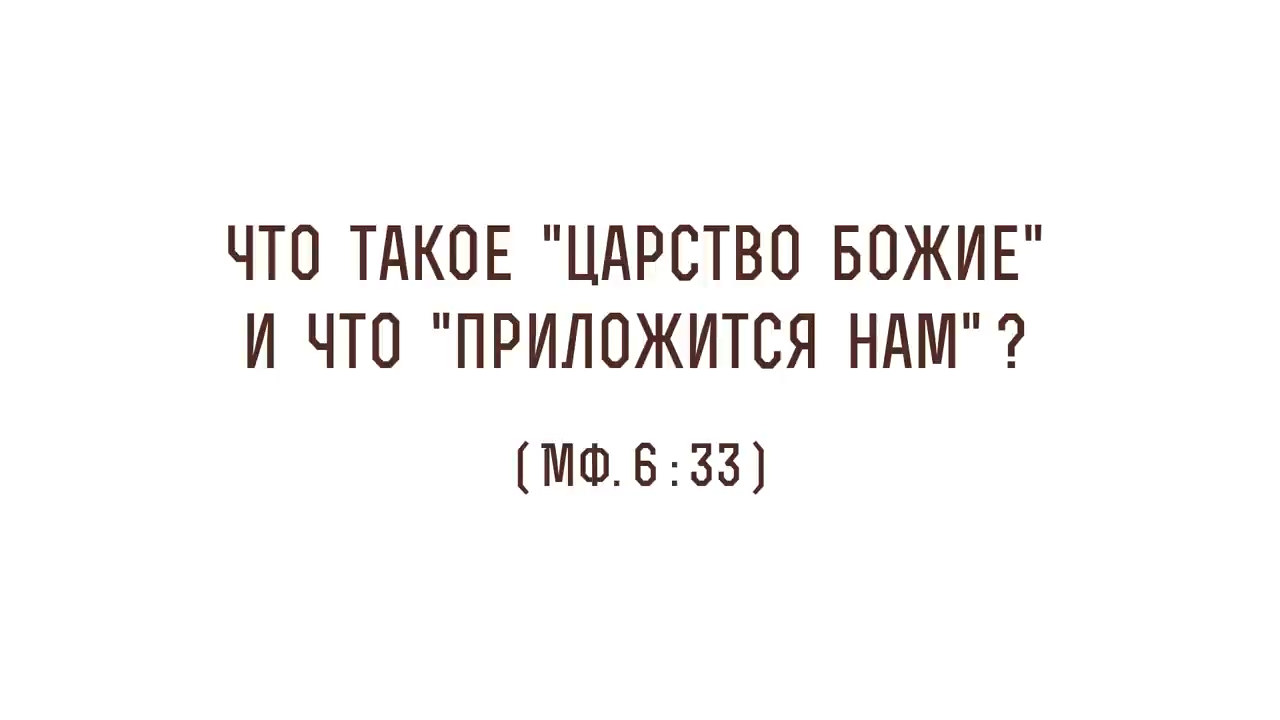 ЧТО ТАКОЕ "ЦАРСТВО БОЖИЕ"
И ЧТО "ПРИЛОЖИТСЯ НАМ"?
(МФ. 6:33)